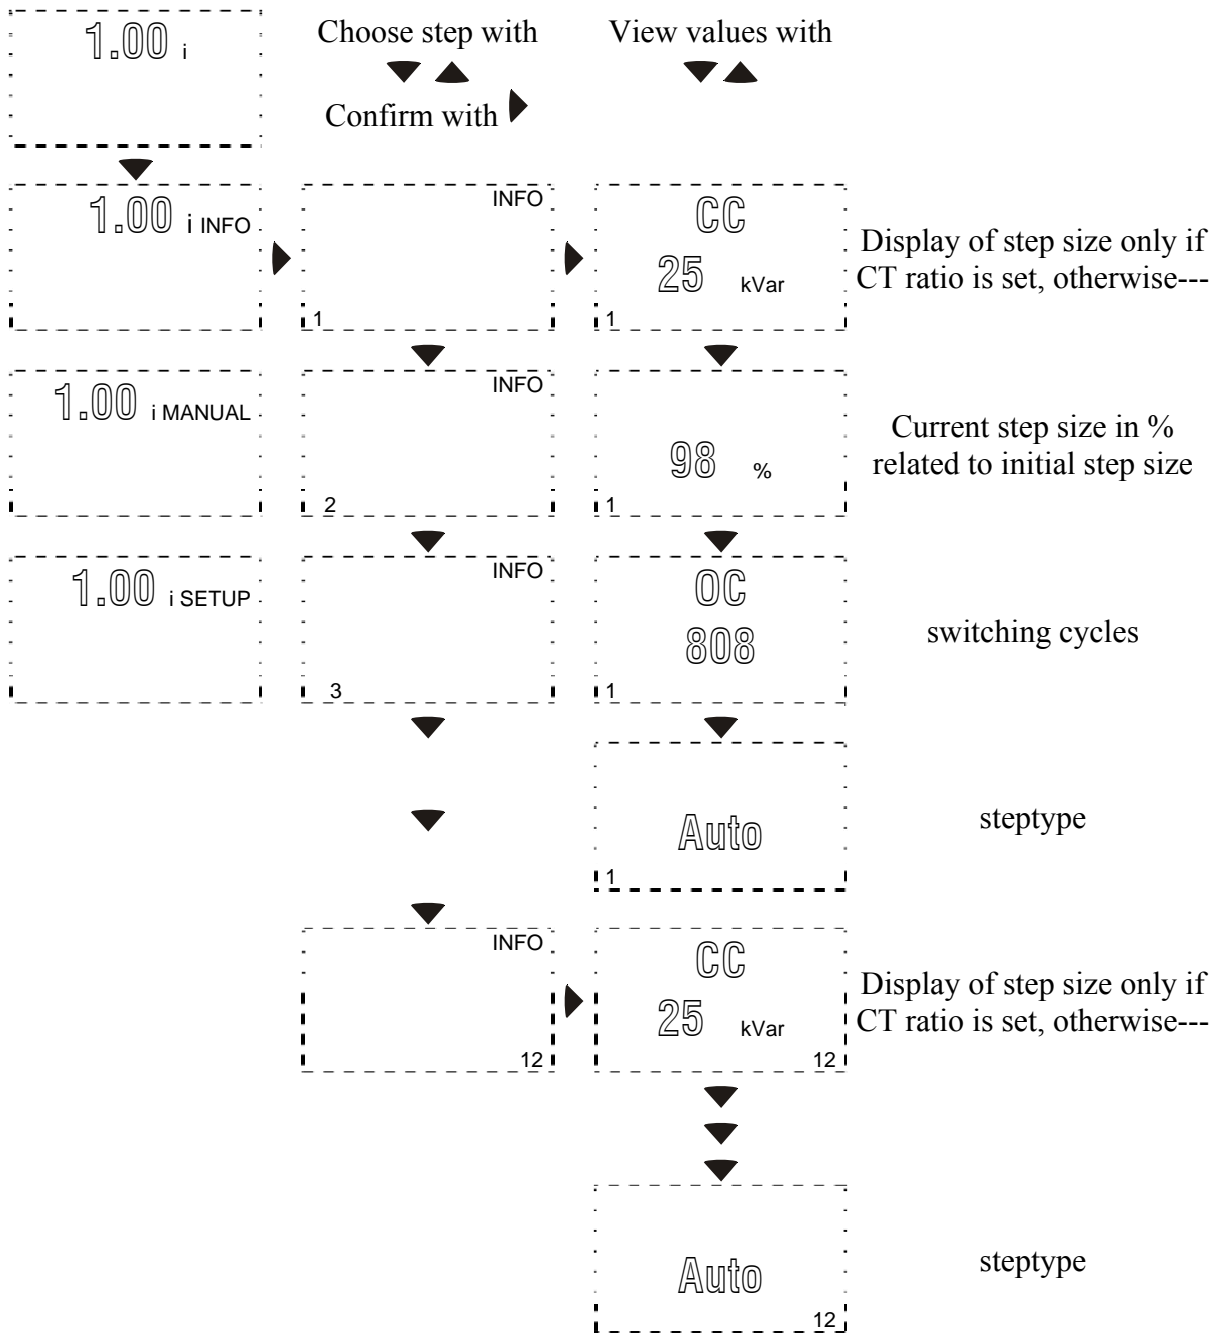 1.00 i
Choose step with
View values with
Confirm with
1.00 i INFO
INFO
1
CC
25 kVar
1
Display of step size only if
CT ratio is set, otherwise---
1.00 i MANUAL
INFO
2
98 %
1
Current step size in %
related to initial step size
1.00 i SETUP
INFO
3
OC
808
1
switching cycles
Auto
1
steptype
INFO
12
CC
25 kVar
12
Display of step size only if
CT ratio is set, otherwise---
Auto
12
steptype